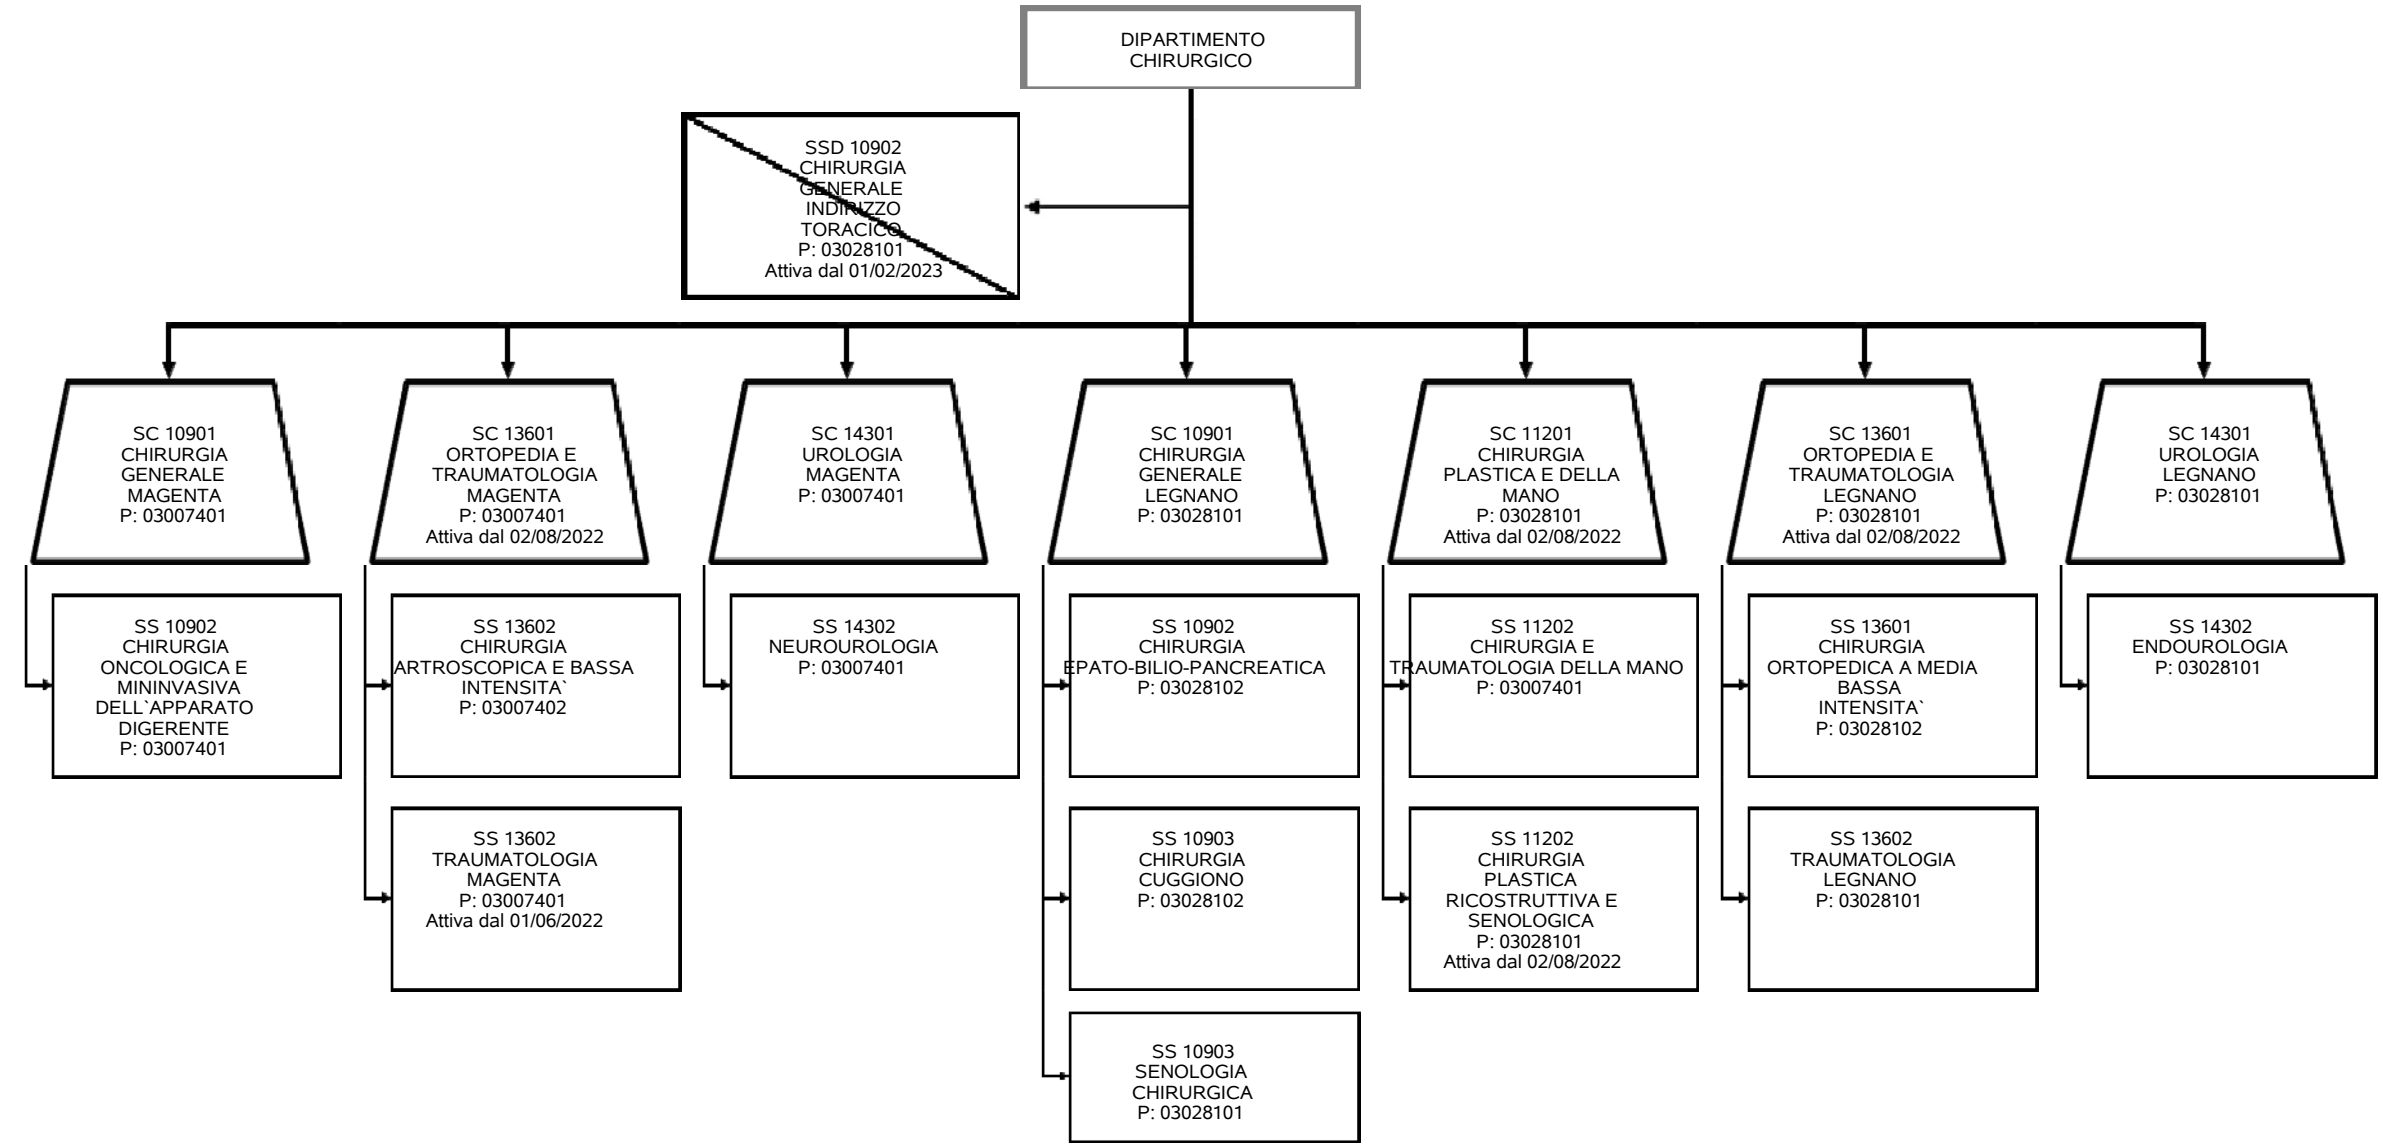 DIPARTIMENTO
CHIRURGICO
SSD 10902
CHIRURGIA
GENERALE
INDIRIZZO
TORACICO
P: 03028101
Attiva dal 01/02/2023
SC 10901
CHIRURGIA
GENERALE
MAGENTA
P: 03007401
SC 13601
ORTOPEDIA E
TRAUMATOLOGIA
MAGENTA
P: 03007401
Attiva dal 02/08/2022
SC 14301
UROLOGIA
MAGENTA
P: 03007401
SC 10901
CHIRURGIA
GENERALE
LEGNANO
P: 03028101
SC 11201
CHIRURGIA
PLASTICA E DELLA
MANO
P: 03028101
Attiva dal 02/08/2022
SC 13601
ORTOPEDIA E
TRAUMATOLOGIA
LEGNANO
P: 03028101
Attiva dal 02/08/2022
SC 14301
UROLOGIA
LEGNANO
P: 03028101
SS 10902
CHIRURGIA
ONCOLOGICA E
MININVASIVA
DELL`APPARATO
DIGERENTE
P: 03007401
SS 13602
CHIRURGIA
ARTROSCOPICA E BASSA
INTENSITA`
P: 03007402
SS 14302
NEUROUROLOGIA
P: 03007401
SS 10902
CHIRURGIA
EPATO-BILIO-PANCREATICA
P: 03028102
SS 11202
CHIRURGIA E
TRAUMATOLOGIA DELLA MANO
P: 03007401
SS 13601
CHIRURGIA
ORTOPEDICA A MEDIA
BASSA
INTENSITA`
P: 03028102
SS 14302
ENDOUROLOGIA
P: 03028101
SS 13602
TRAUMATOLOGIA
MAGENTA
P: 03007401
Attiva dal 01/06/2022
SS 10903
CHIRURGIA
CUGGIONO
P: 03028102
SS 11202
CHIRURGIA
PLASTICA
RICOSTRUTTIVA E
SENOLOGICA
P: 03028101
Attiva dal 02/08/2022
SS 13602
TRAUMATOLOGIA
LEGNANO
P: 03028101
SS 10903
SENOLOGIA
CHIRURGICA
P: 03028101